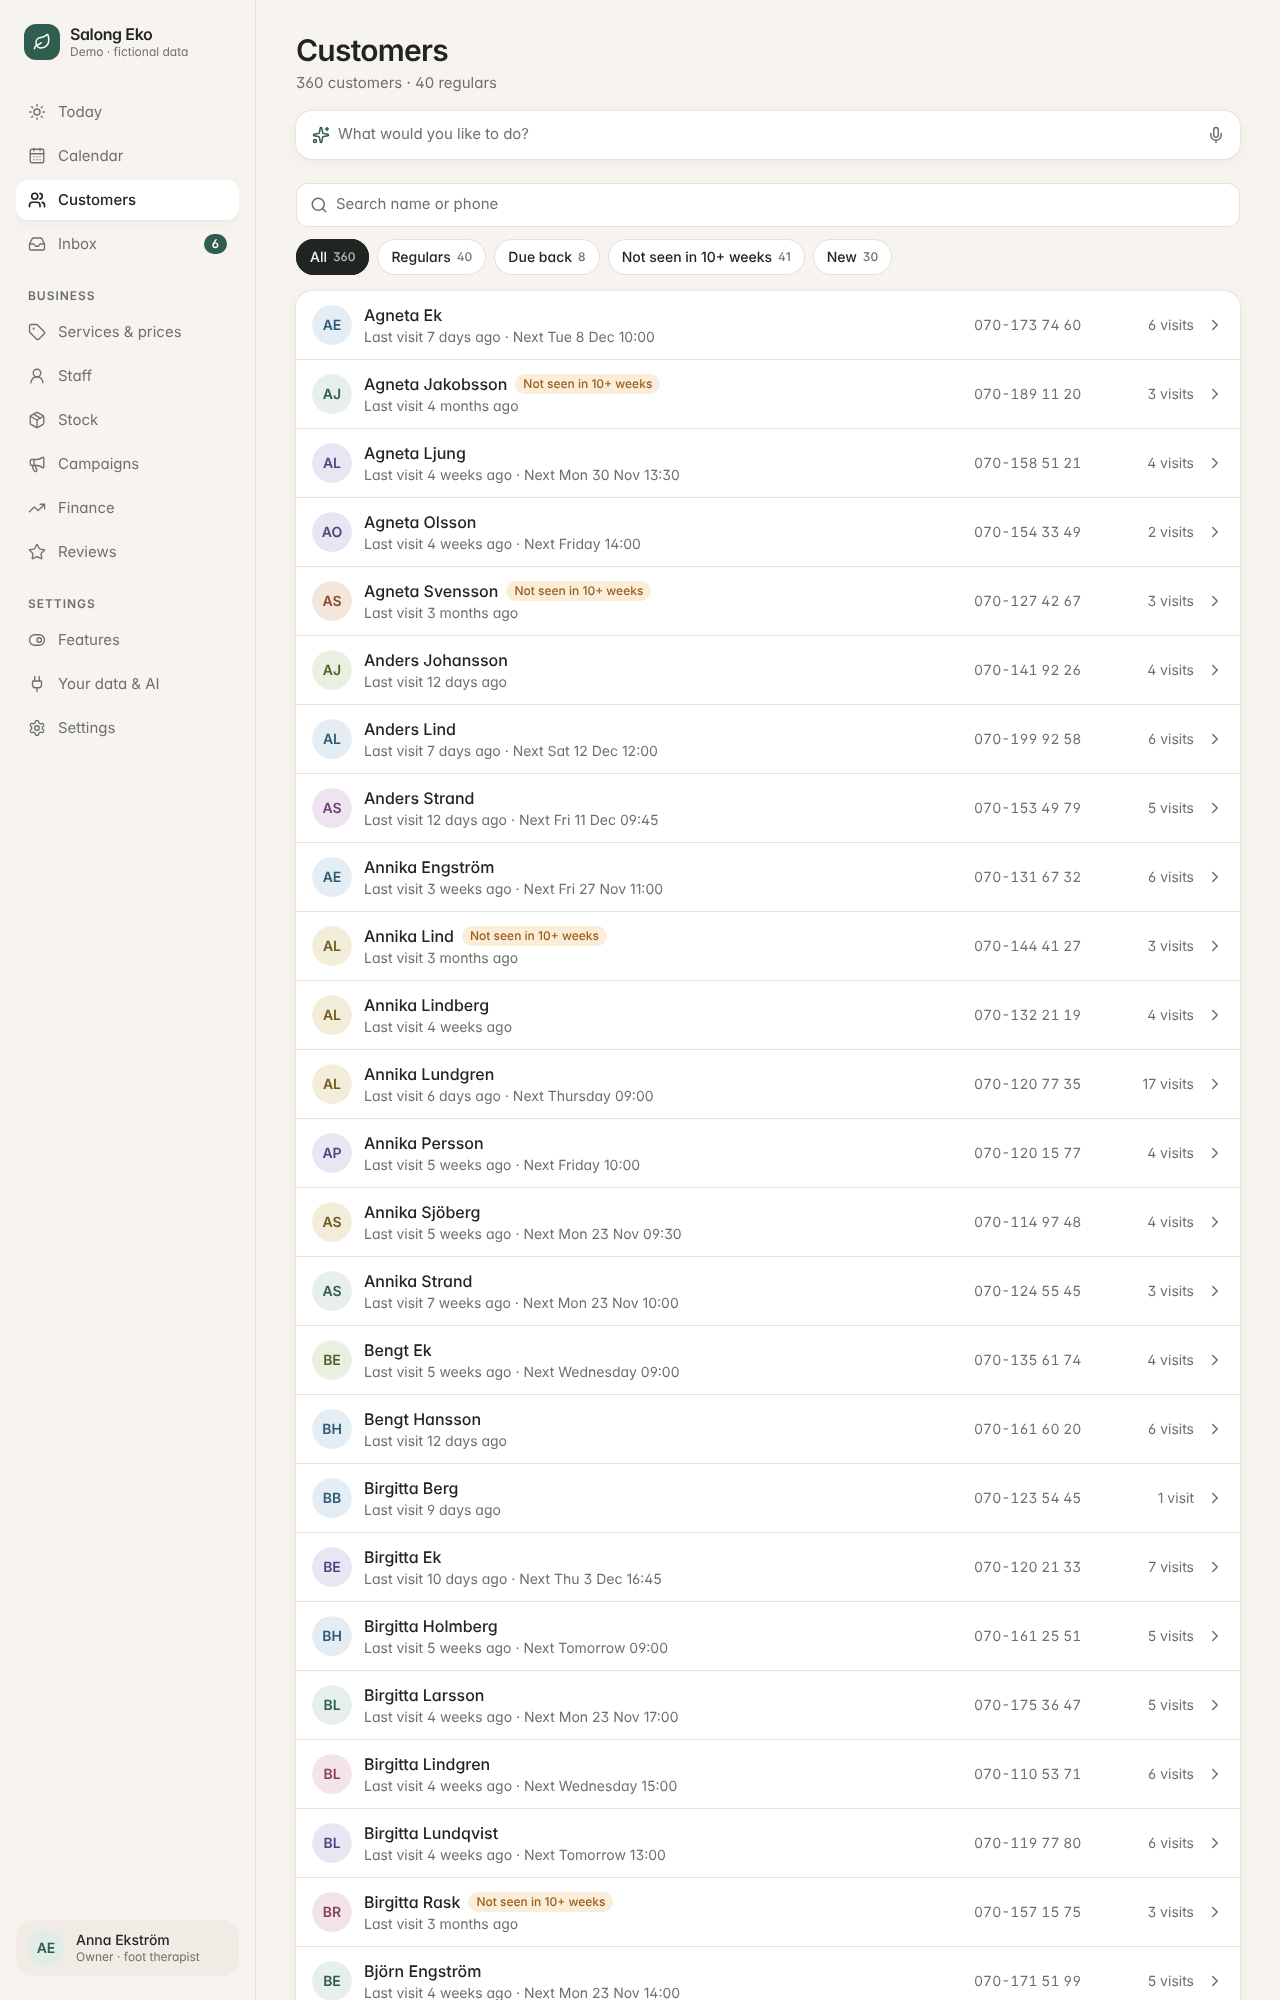 Salong Eko
Demo · fictional data
Today
Calendar
Customers
Inbox 6
BUSINESS
Services & prices
Staff
Stock
Campaigns
Finance
Reviews
SETTINGS
Features
Your data & AI
Settings
AE Anna Ekström
Owner · foot therapist
Customers
360 customers · 40 regulars
What would you like to do?
Search name or phone
All 360 Regulars 40 Due back 8 Not seen in 10+ weeks 41 New 30
AE Agneta Ek 070-173 74 60 6 visits
Last visit 7 days ago · Next Tue 8 Dec 10:00
AJ Agneta Jakobsson Not seen in 10+ weeks 070-189 11 20 3 visits
Last visit 4 months ago
AL Agneta Ljung 070-158 51 21 4 visits
Last visit 4 weeks ago · Next Mon 30 Nov 13:30
AO Agneta Olsson 070-154 33 49 2 visits
Last visit 4 weeks ago · Next Friday 14:00
AS Agneta Svensson Not seen in 10+ weeks 070-127 42 67 3 visits
Last visit 3 months ago
AJ Anders Johansson 070-141 92 26 4 visits
Last visit 12 days ago
AL Anders Lind 070-199 92 58 6 visits
Last visit 7 days ago · Next Sat 12 Dec 12:00
AS Anders Strand 070-153 49 79 5 visits
Last visit 12 days ago · Next Fri 11 Dec 09:45
AE Annika Engström 070-131 67 32 6 visits
Last visit 3 weeks ago · Next Fri 27 Nov 11:00
AL Annika Lind Not seen in 10+ weeks 070-144 41 27 3 visits
Last visit 3 months ago
AL Annika Lindberg 070-132 21 19 4 visits
Last visit 4 weeks ago
AL Annika Lundgren 070-120 77 35 17 visits
Last visit 6 days ago · Next Thursday 09:00
AP Annika Persson 070-120 15 77 4 visits
Last visit 5 weeks ago · Next Friday 10:00
AS Annika Sjöberg 070-114 97 48 4 visits
Last visit 5 weeks ago · Next Mon 23 Nov 09:30
AS Annika Strand 070-124 55 45 3 visits
Last visit 7 weeks ago · Next Mon 23 Nov 10:00
BE Bengt Ek 070-135 61 74 4 visits
Last visit 5 weeks ago · Next Wednesday 09:00
BH Bengt Hansson 070-161 60 20 6 visits
Last visit 12 days ago
BB Birgitta Berg 070-123 54 45 1 visit
Last visit 9 days ago
BE Birgitta Ek 070-120 21 33 7 visits
Last visit 10 days ago · Next Thu 3 Dec 16:45
BH Birgitta Holmberg 070-161 25 51 5 visits
Last visit 5 weeks ago · Next Tomorrow 09:00
BL Birgitta Larsson 070-175 36 47 5 visits
Last visit 4 weeks ago · Next Mon 23 Nov 17:00
BL Birgitta Lindgren 070-110 53 71 6 visits
Last visit 4 weeks ago · Next Wednesday 15:00
BL Birgitta Lundqvist 070-119 77 80 6 visits
Last visit 4 weeks ago · Next Tomorrow 13:00
BR Birgitta Rask Not seen in 10+ weeks 070-157 15 75 3 visits
Last visit 3 months ago
BE Björn Engström 070-171 51 99 5 visits
Last visit 4 weeks ago · Next Mon 23 Nov 14:00